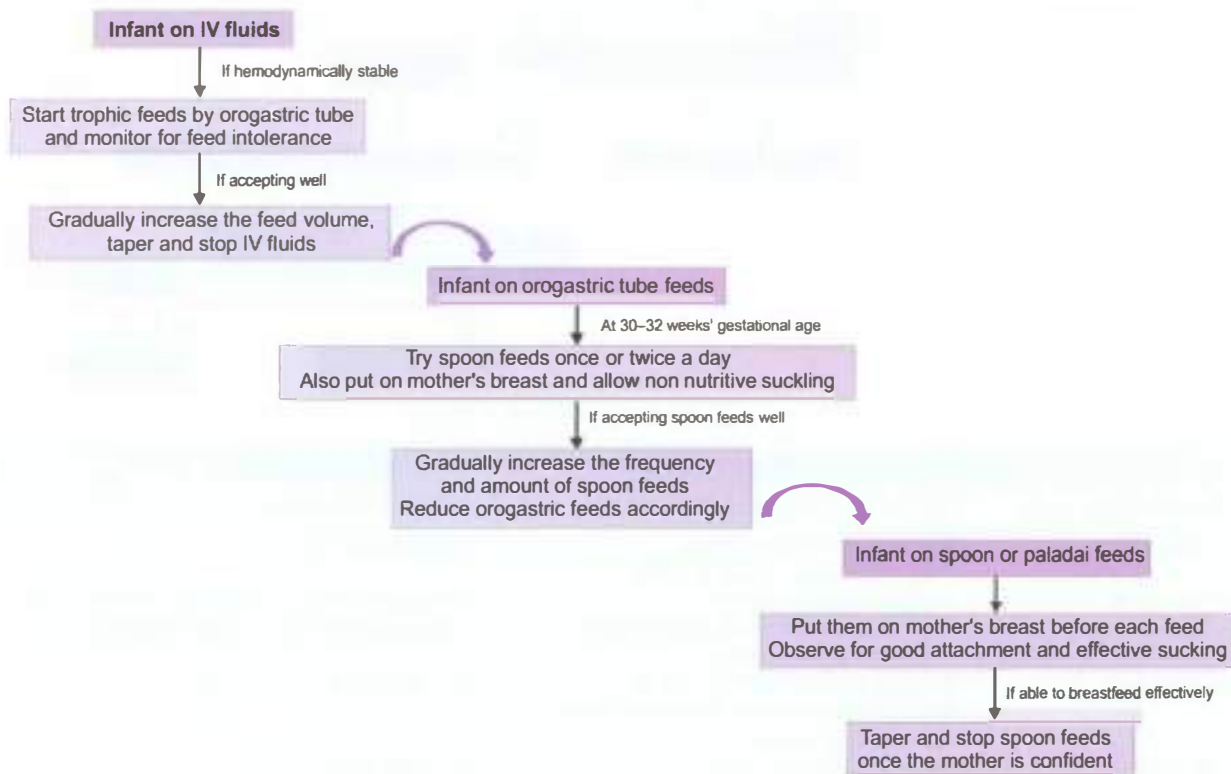 Infant on IV fluids
If hemodynamically stable
Start trophic feeds by orogastric tube
and monitor for feed intolerance
If accepting well
Gradually increase the feed volume,
taper and stop IV fluids
Infant on orogastric tube feeds
At 30–32 weeks' gestational age
Try spoon feeds once or twice a day
Also put on mother's breast and allow non nutritive suckling
If accepting spoon feeds well
Gradually increase the frequency
and amount of spoon feeds
Reduce orogastric feeds accordingly
Infant on spoon or paladai feeds
Put them on mother's breast before each feed
Observe for good attachment and effective sucking
If able to breastfeed effectively
Taper and stop spoon feeds
once the mother is confident